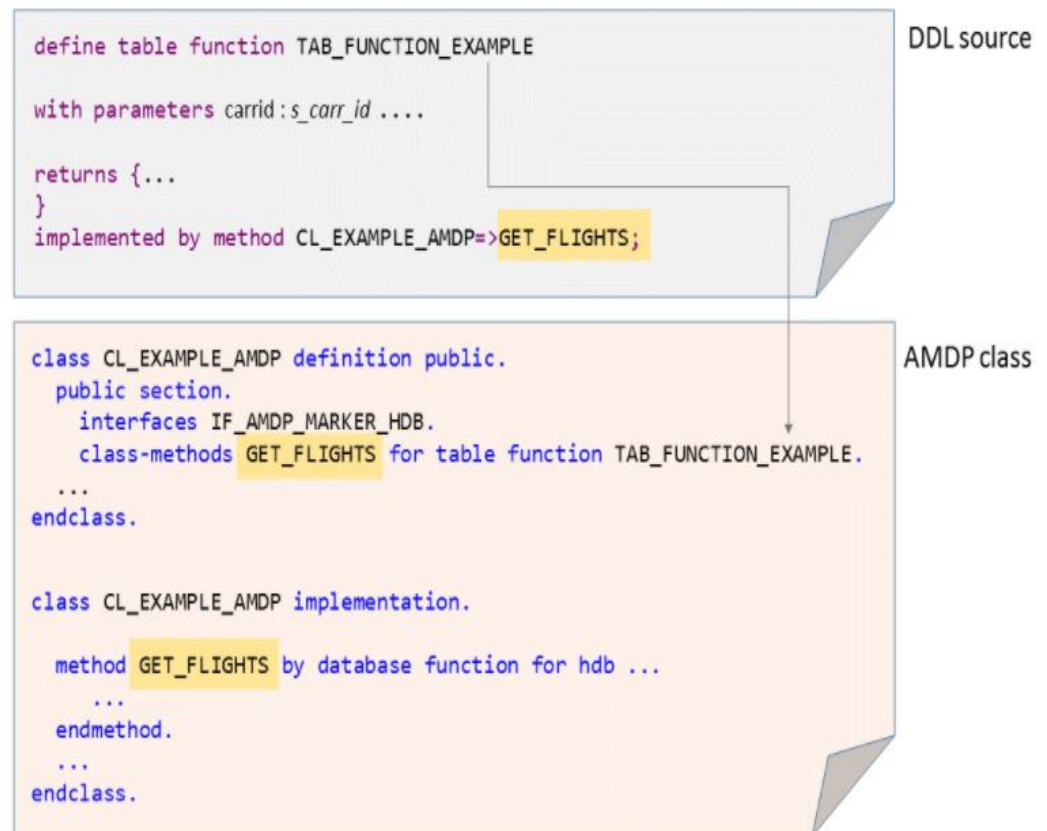 define table function TAB_FUNCTION_EXAMPLE
DDL source
with parameters carrid : s_carr_id ....
returns {...
}
implemented by method CL_EXAMPLE_AMDP=>GET_FLIGHTS;
class CL_EXAMPLE_AMDP definition public.
AMDP class
public section.
interfaces IF_AMDP_MARKER_HDB.
class-methods GET_FLIGHTS for table function TAB_FUNCTION_EXAMPLE.
...
endclass.
class CL_EXAMPLE_AMDP implementation.
method GET_FLIGHTS by database function for hdb ...
...
endmethod.
...
endclass.